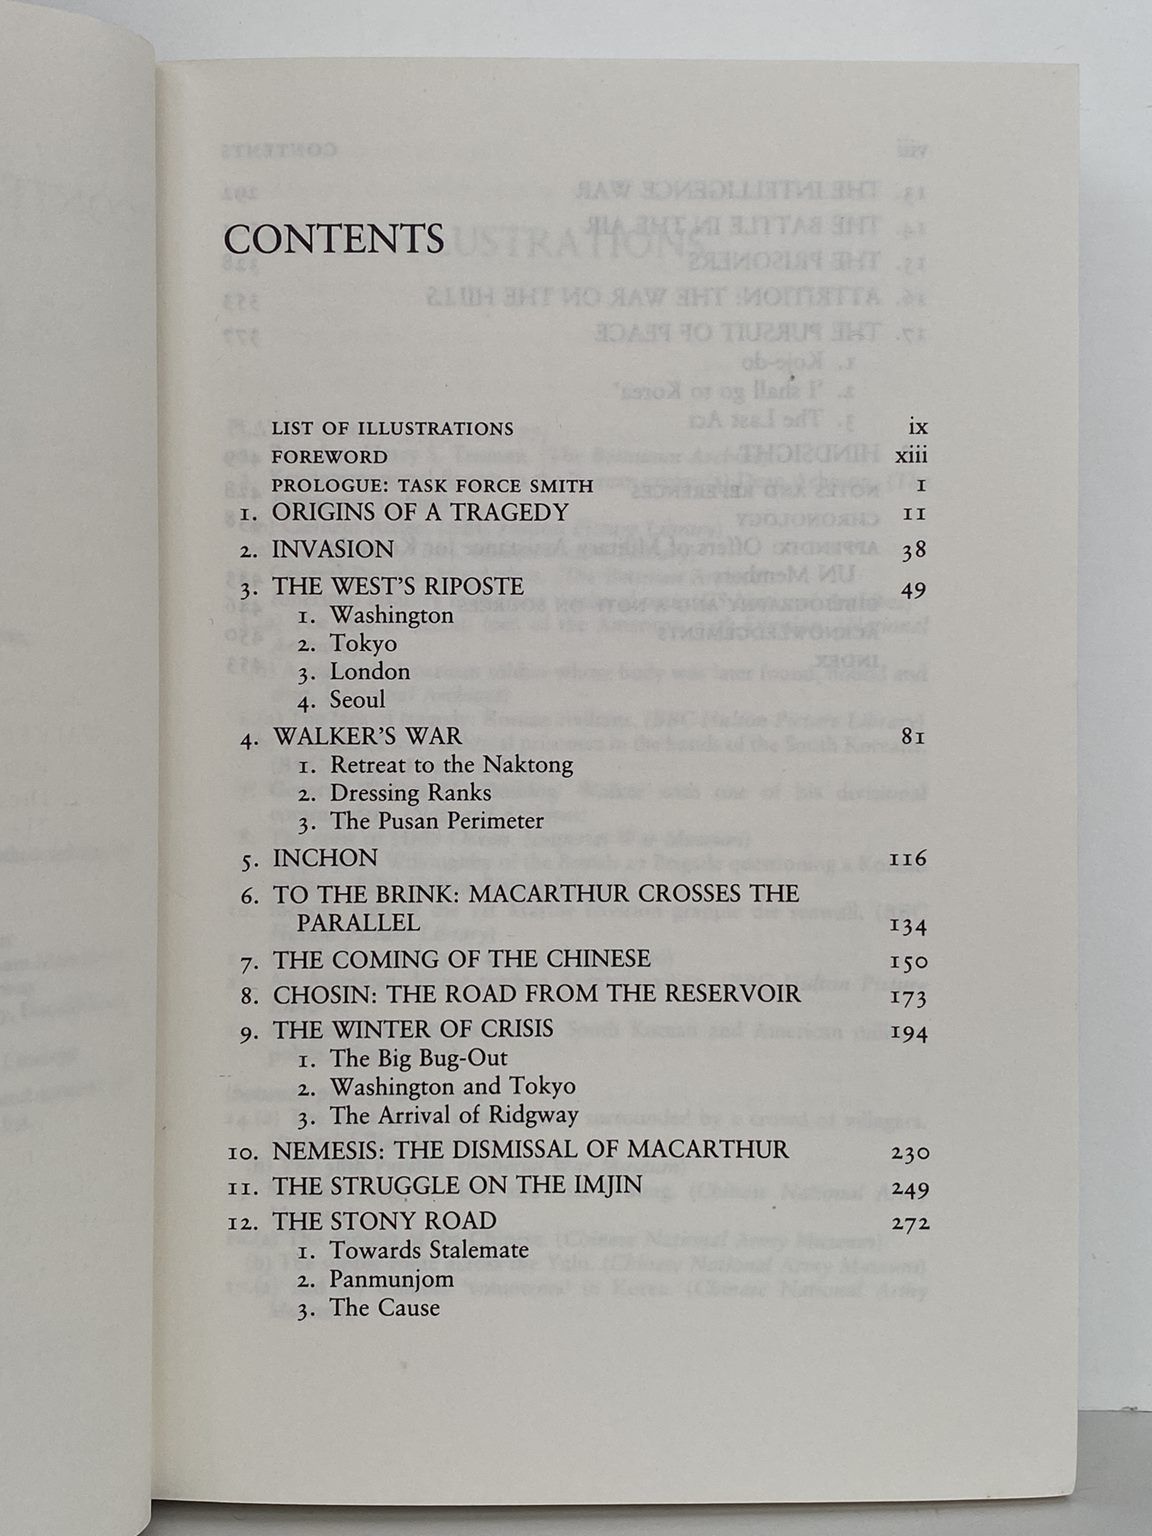 CONTENTS
LIST OF ILLUSTRATIONS ix
FOREWORD xiii
PROLOGUE: TASK FORCE SMITH 1
1. ORIGINS OF A TRAGEDY 11
2. INVASION 38
3. THE WEST'S RIPOSTE 49
1. Washington
2. Tokyo
3. London
4. Seoul
4. WALKER'S WAR 81
1. Retreat to the Naktong
2. Dressing Ranks
3. The Pusan Perimeter
5. INCHON 116
6. TO THE BRINK: MACARTHUR CROSSES THE
PARALLEL 134
7. THE COMING OF THE CHINESE 150
8. CHOSIN: THE ROAD FROM THE RESERVOIR 173
9. THE WINTER OF CRISIS 194
1. The Big Bug-Out
2. Washington and Tokyo
3. The Arrival of Ridgway
10. NEMESIS: THE DISMISSAL OF MACARTHUR 230
11. THE STRUGGLE ON THE IMJIN 249
12. THE STONY ROAD 272
1. Towards Stalemate
2. Panmunjom
3. The Cause